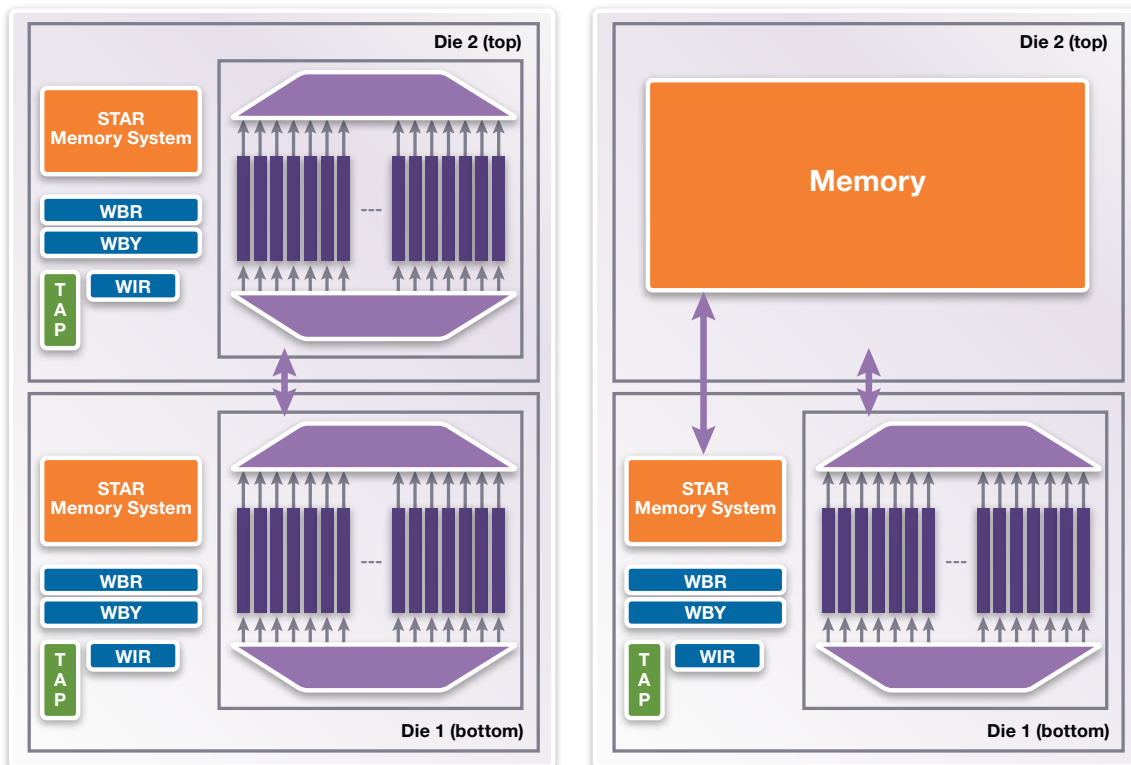 Die 2 (top)
STAR
Memory System
WBR
WBY
WIR
T
A
P
---
STAR
Memory System
WBR
WBY
WIR
T
A
P
---
Die 1 (bottom)
Die 2 (top)
Memory
STAR
Memory System
WBR
WBY
WIR
T
A
P
---
Die 1 (bottom)